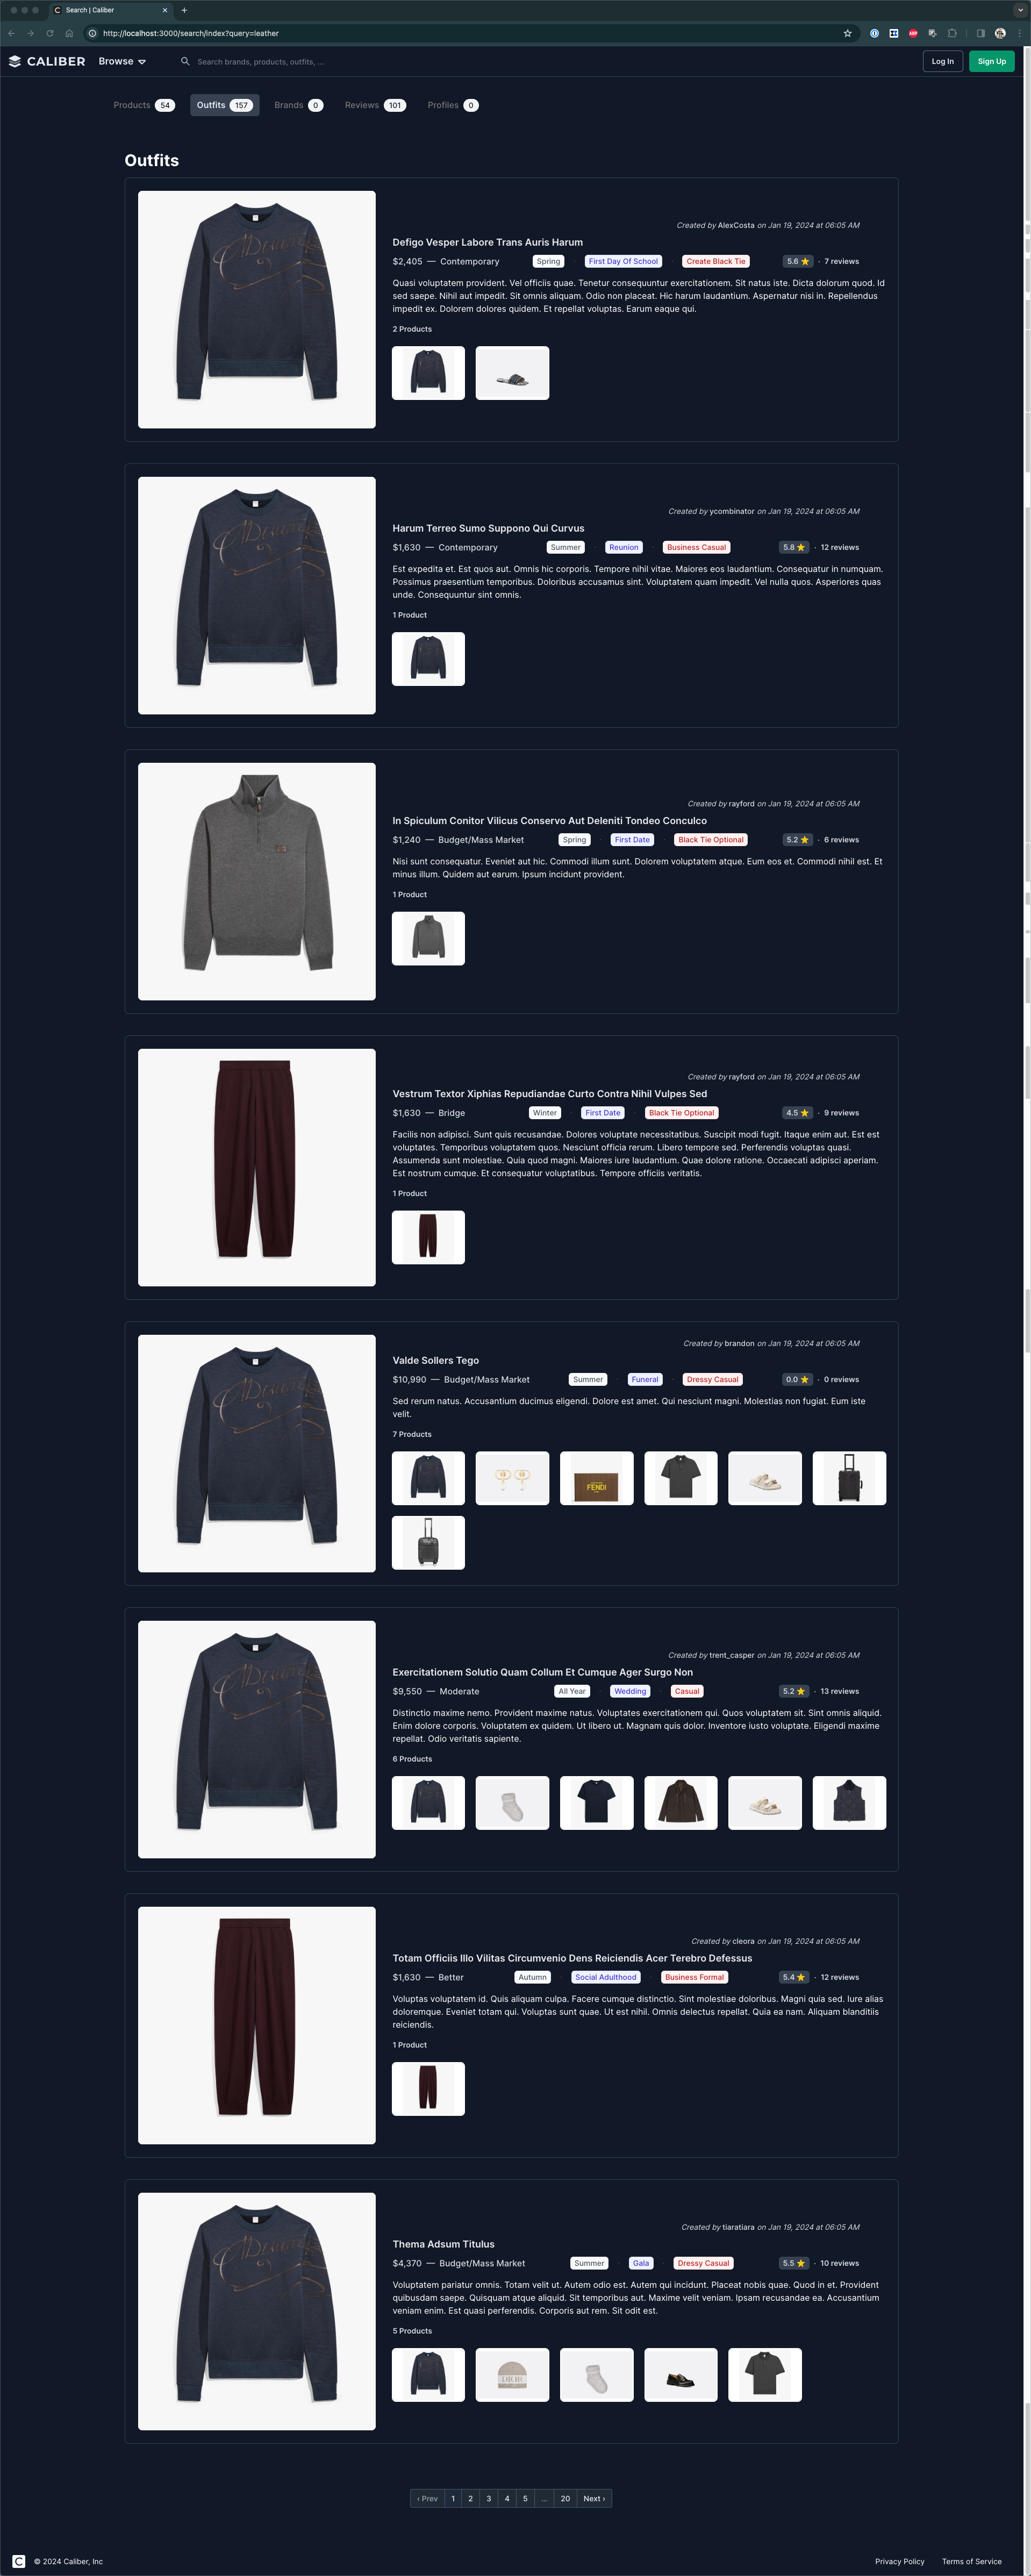 Search | Caliber
http://localhost:3000/search/index?query=leather
CALIBER Browse Search brands, products, outfits, ... Log In Sign Up
Products 54 Outfits 157 Brands 0 Reviews 101 Profiles 0
Outfits
Created by AlexCosta on Jan 19, 2024 at 06:05 AM
Defigo Vesper Labore Trans Auris Harum
$2,405 — Contemporary Spring · First Day Of School · Create Black Tie 5.6 ⭐ · 7 reviews
Quasi voluptatem provident. Vel officiis quae. Tenetur consequuntur exercitationem. Sit natus iste. Dicta dolorum quod. Id
sed saepe. Nihil aut impedit. Sit omnis aliquam. Odio non placeat. Hic harum laudantium. Aspernatur nisi in. Repellendus
impedit ex. Dolorem dolores quidem. Et repellat voluptas. Earum eaque qui.
2 Products
Created by ycombinator on Jan 19, 2024 at 06:05 AM
Harum Terreo Sumo Suppono Qui Curvus
$1,630 — Contemporary Summer · Reunion · Business Casual 5.8 ⭐ · 12 reviews
Est expedita et. Est quos aut. Omnis hic corporis. Tempore nihil vitae. Maiores eos laudantium. Consequatur in numquam.
Possimus praesentium temporibus. Doloribus accusamus sint. Voluptatem quam impedit. Vel nulla quos. Asperiores quas
unde. Consequuntur sint omnis.
1 Product
Created by rayford on Jan 19, 2024 at 06:05 AM
In Spiculum Conitor Vilicus Conservo Aut Deleniti Tondeo Conculco
$1,240 — Budget/Mass Market Spring · First Date · Black Tie Optional 5.2 ⭐ · 6 reviews
Nisi sunt consequatur. Eveniet aut hic. Commodi illum sunt. Dolorem voluptatem atque. Eum eos et. Commodi nihil est. Et
minus illum. Quidem aut earum. Ipsum incidunt provident.
1 Product
Created by rayford on Jan 19, 2024 at 06:05 AM
Vestrum Textor Xiphias Repudiandae Curto Contra Nihil Vulpes Sed
$1,630 — Bridge Winter · First Date · Black Tie Optional 4.5 ⭐ · 9 reviews
Facilis non adipisci. Sunt quis recusandae. Dolores voluptate necessitatibus. Suscipit modi fugit. Itaque enim aut. Est est
voluptates. Temporibus voluptatem quos. Nesciunt officia rerum. Libero tempore sed. Perferendis voluptas quasi.
Assumenda sunt molestiae. Quia quod magni. Maiores iure laudantium. Quae dolore ratione. Occaecati adipisci aperiam.
Est nostrum cumque. Et consequatur voluptatibus. Tempore officiis veritatis.
1 Product
Created by brandon on Jan 19, 2024 at 06:05 AM
Valde Sollers Tego
$10,990 — Budget/Mass Market Summer · Funeral · Dressy Casual 0.0 ⭐ · 0 reviews
Sed rerum natus. Accusantium ducimus eligendi. Dolore est amet. Qui nesciunt magni. Molestias non fugiat. Eum iste
velit.
7 Products
FENDI
Created by trent_casper on Jan 19, 2024 at 06:05 AM
Exercitationem Solutio Quam Collum Et Cumque Ager Surgo Non
$9,550 — Moderate All Year · Wedding · Casual 5.2 ⭐ · 13 reviews
Distinctio maxime nemo. Provident maxime natus. Voluptates exercitationem qui. Quos voluptatem sit. Sint omnis aliquid.
Enim dolore corporis. Voluptatem ex quidem. Ut libero ut. Magnam quis dolor. Inventore iusto voluptate. Eligendi maxime
repellat. Odio veritatis sapiente.
6 Products
Created by cleora on Jan 19, 2024 at 06:05 AM
Totam Officiis Illo Vilitas Circumvenio Dens Reiciendis Acer Terebro Defessus
$1,630 — Better Autumn · Social Adulthood · Business Formal 5.4 ⭐ · 12 reviews
Voluptas voluptatem id. Quis aliquam culpa. Facere cumque distinctio. Sint molestiae doloribus. Magni quia sed. Iure alias
doloremque. Eveniet totam qui. Voluptas sunt quae. Ut est nihil. Omnis delectus repellat. Quia ea nam. Aliquam blanditiis
reiciendis.
1 Product
Created by tiaratiara on Jan 19, 2024 at 06:05 AM
Thema Adsum Titulus
$4,370 — Budget/Mass Market Summer · Gala · Dressy Casual 5.5 ⭐ · 10 reviews
Voluptatem pariatur omnis. Totam velit ut. Autem odio est. Autem qui incidunt. Placeat nobis quae. Quod in et. Provident
quibusdam saepe. Quisquam atque aliquid. Sit temporibus aut. Maxime velit veniam. Ipsam recusandae ea. Accusantium
veniam enim. Est quasi perferendis. Corporis aut rem. Sit odit est.
5 Products
DIOR
‹ Prev 1 2 3 4 5 ... 20 Next ›
C © 2024 Caliber, Inc Privacy Policy Terms of Service